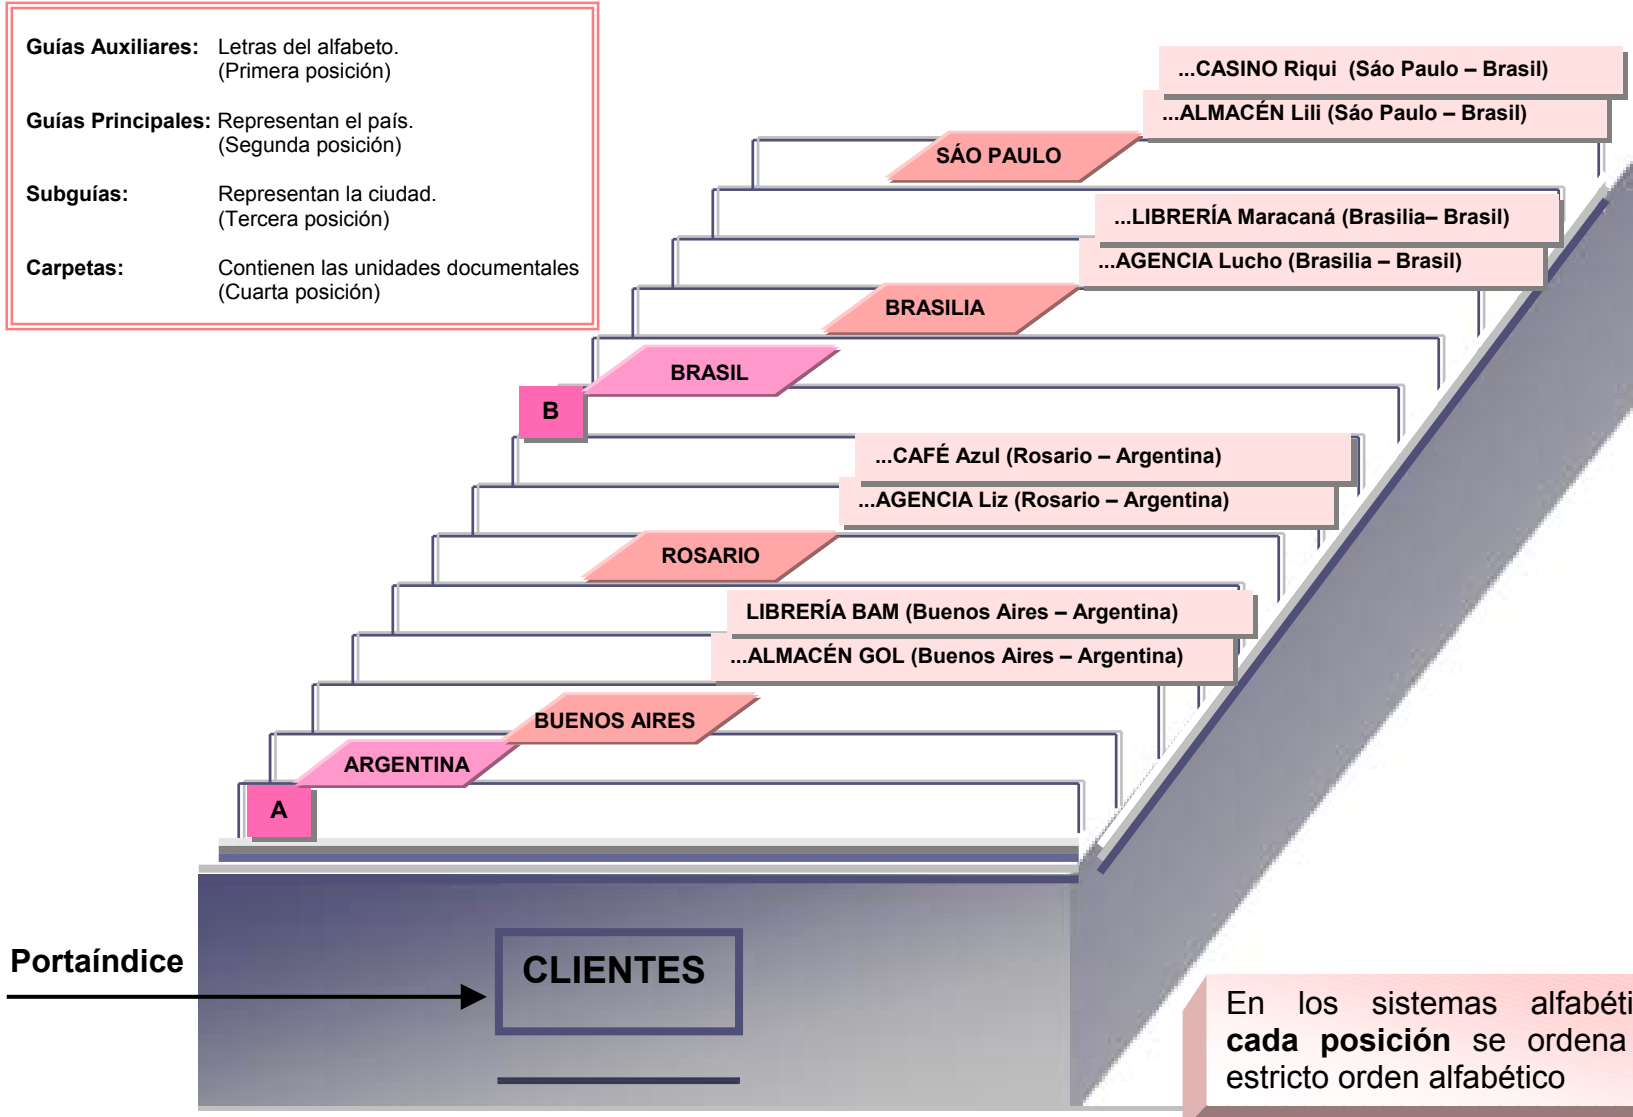 Guías Auxiliares: Letras del alfabeto.
(Primera posición)
Guías Principales: Representan el país.
(Segunda posición)
Subguías: Representan la ciudad.
(Tercera posición)
Carpetas: Contienen las unidades documentales
(Cuarta posición)
...CASINO Riqui (Sáo Paulo – Brasil)
...ALMACÉN Lili (Sáo Paulo – Brasil)
SÁO PAULO
...LIBRERÍA Maracaná (Brasilia– Brasil)
...AGENCIA Lucho (Brasilia – Brasil)
BRASILIA
BRASIL
B
...CAFÉ Azul (Rosario – Argentina)
...AGENCIA Liz (Rosario – Argentina)
ROSARIO
LIBRERÍA BAM (Buenos Aires – Argentina)
...ALMACÉN GOL (Buenos Aires – Argentina)
BUENOS AIRES
ARGENTINA
A
Portaíndice
CLIENTES
En los sistemas
cada posición se ordena
estricto orden alfabético